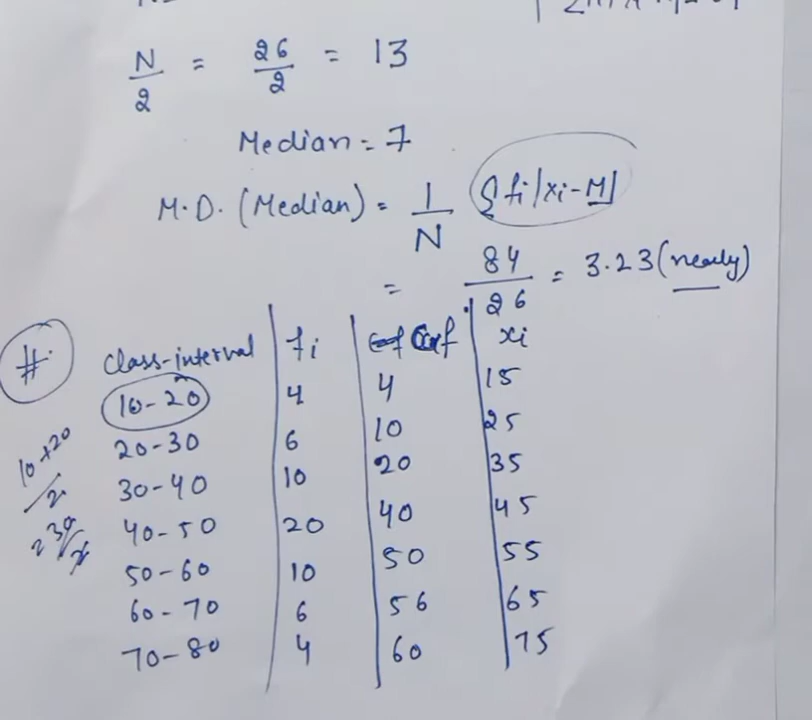 N/2 = 26/2 = 13
Median = 7
M.D. (Median) = 1/N Σfi|xi-M|
= 84/26 = 3.23 (nearly)
# class-interval fi cf xi
10-20 4 4 15
20-30 6 10 25
30-40 10 20 35
40-50 20 40 45
50-60 10 50 55
60-70 6 56 65
70-80 4 60 75
10+20/2